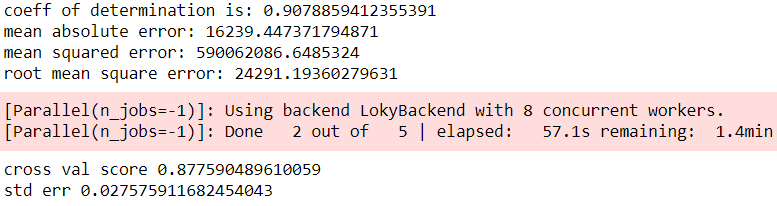 coeff of determination is: 0.9078859412355391
mean absolute error: 16239.447371794871
mean squared error: 590062086.6485324
root mean square error: 24291.19360279631
[Parallel(n_jobs=-1)]: Using backend LokyBackend with 8 concurrent workers.
[Parallel(n_jobs=-1)]: Done   2 out of   5 | elapsed:   57.1s remaining:  1.4min
cross val score 0.877590489610059
std err 0.027575911682454043